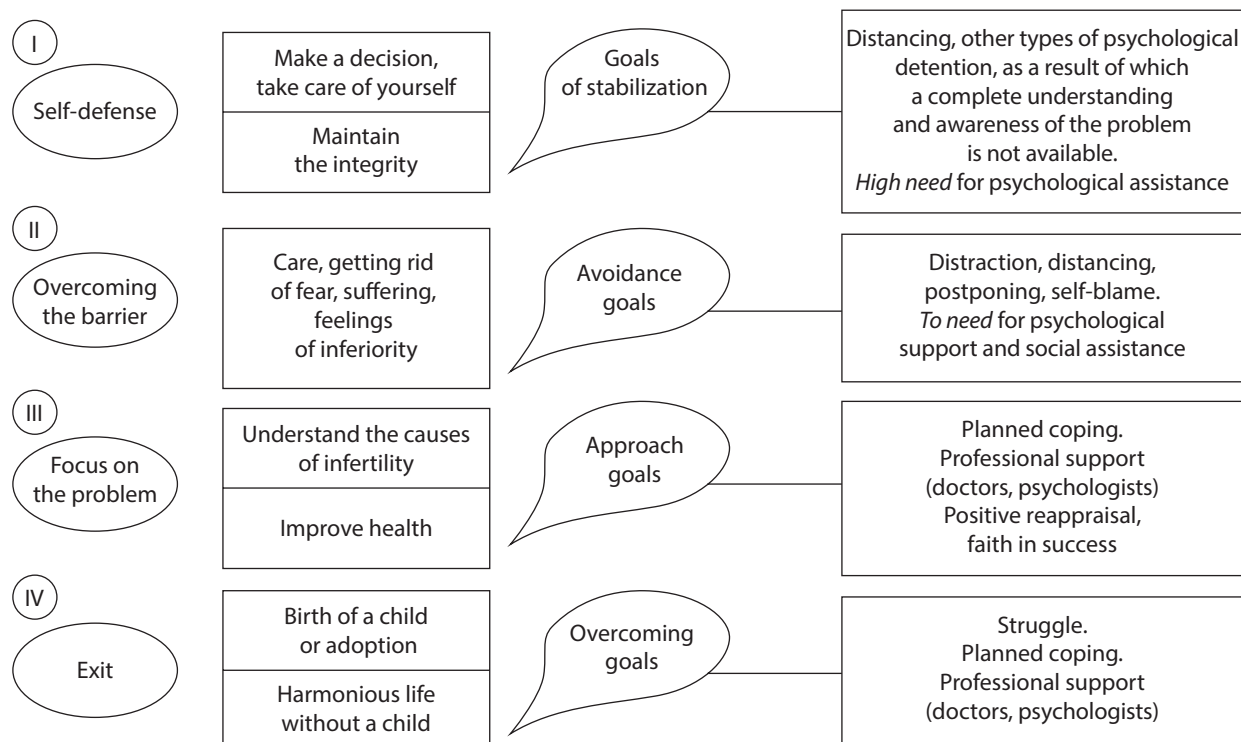 I
Self-defense
Make a decision,
take care of yourself
Maintain
the integrity
Goals
of stabilization
Distancing, other types of psychological
detention, as a result of which
a complete understanding
and awareness of the problem
is not available.
High need for psychological assistance
II
Overcoming
the barrier
Care, getting rid
of fear, suffering,
feelings
of inferiority
Avoidance
goals
Distraction, distancing,
postponing, self-blame.
To need for psychological
support and social assistance
III
Focus on
the problem
Understand the causes
of infertility
Improve health
Approach
goals
Planned coping.
Professional support
(doctors, psychologists)
Positive reappraisal,
faith in success
IV
Exit
Birth of a child
or adoption
Harmonious life
without a child
Overcoming
goals
Struggle.
Planned coping.
Professional support
(doctors, psychologists)